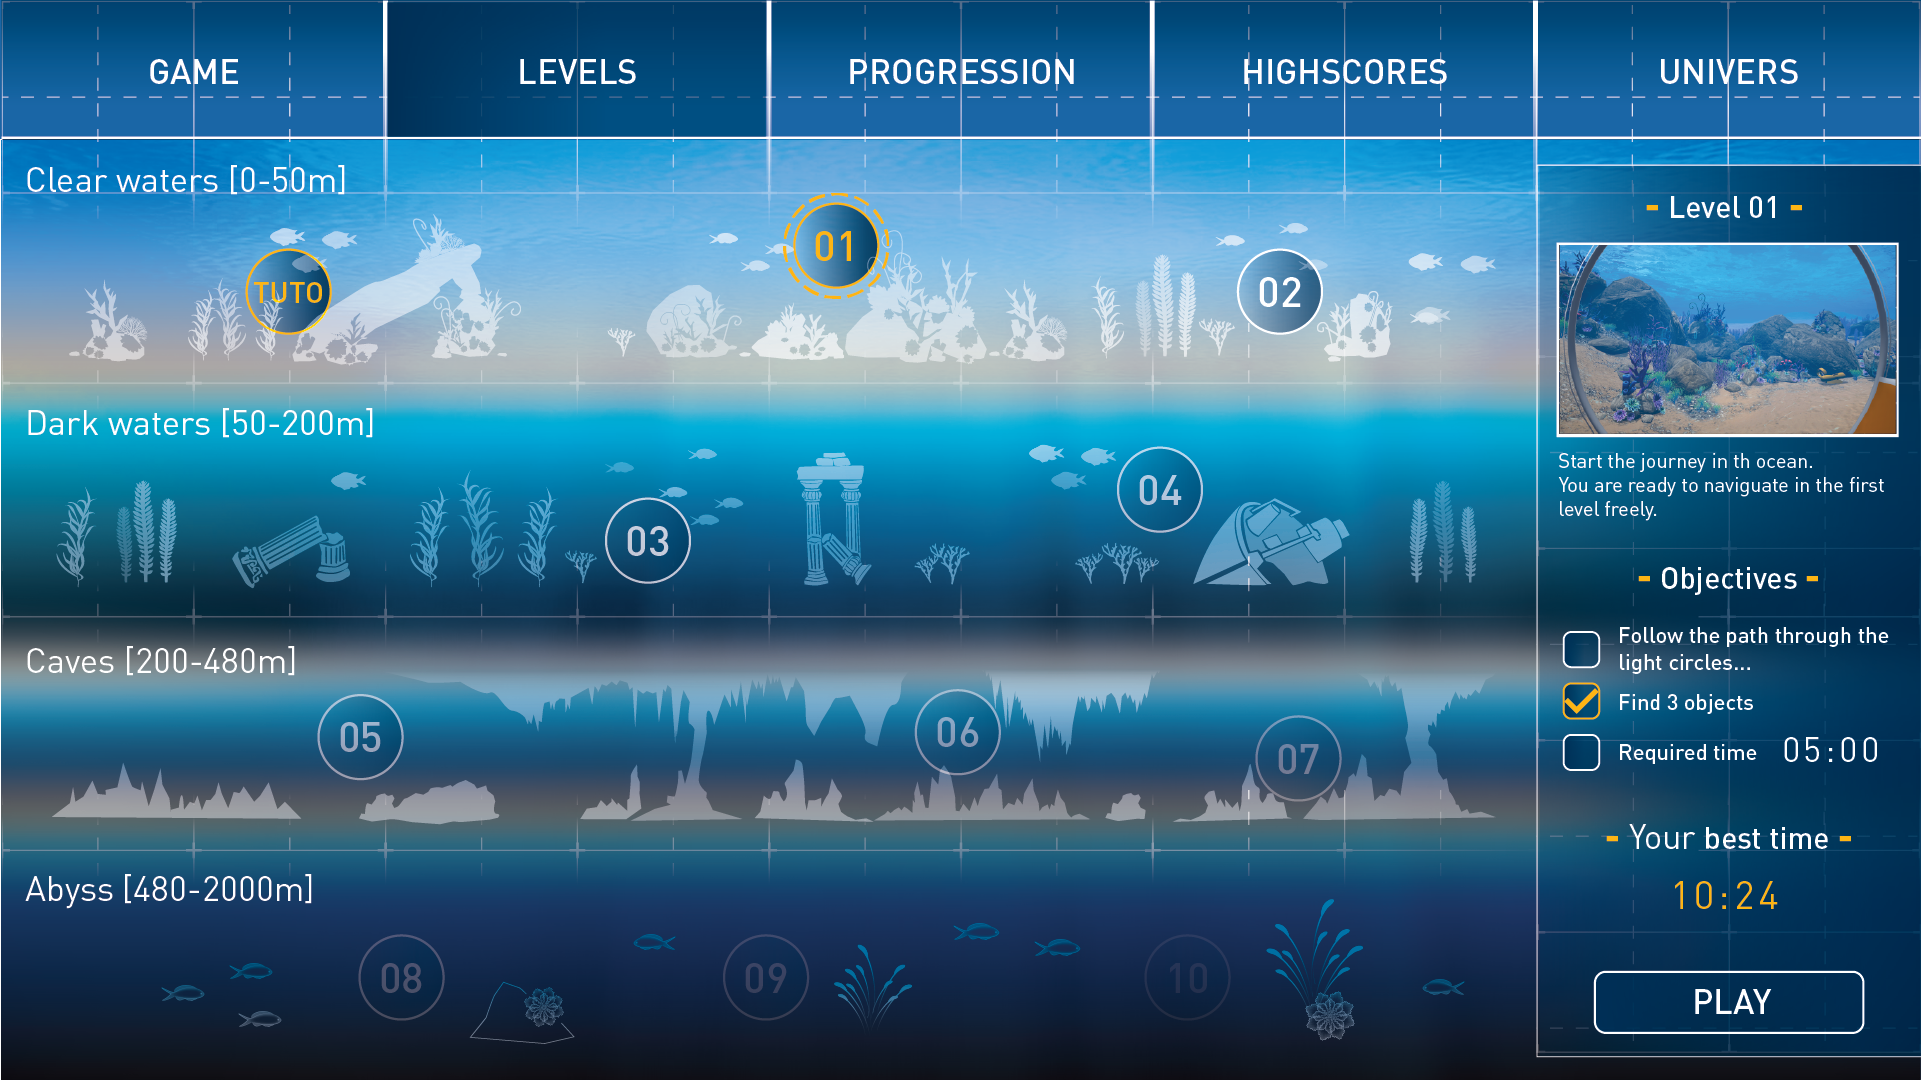 GAME
LEVELS
PROGRESSION
HIGHSCORES
UNIVERS
Clear waters [0-50m]
TUTO
01
02
Dark waters [50-200m]
03
04
Caves [200-480m]
05
06
07
Abyss [480-2000m]
08
09
10
- Level 01 -
Start the journey in th ocean.
You are ready to naviguate in the first
level freely.
- Objectives -
Follow the path through the
light circles...
Find 3 objects
Required time 05:00
- Your best time -
10:24
PLAY